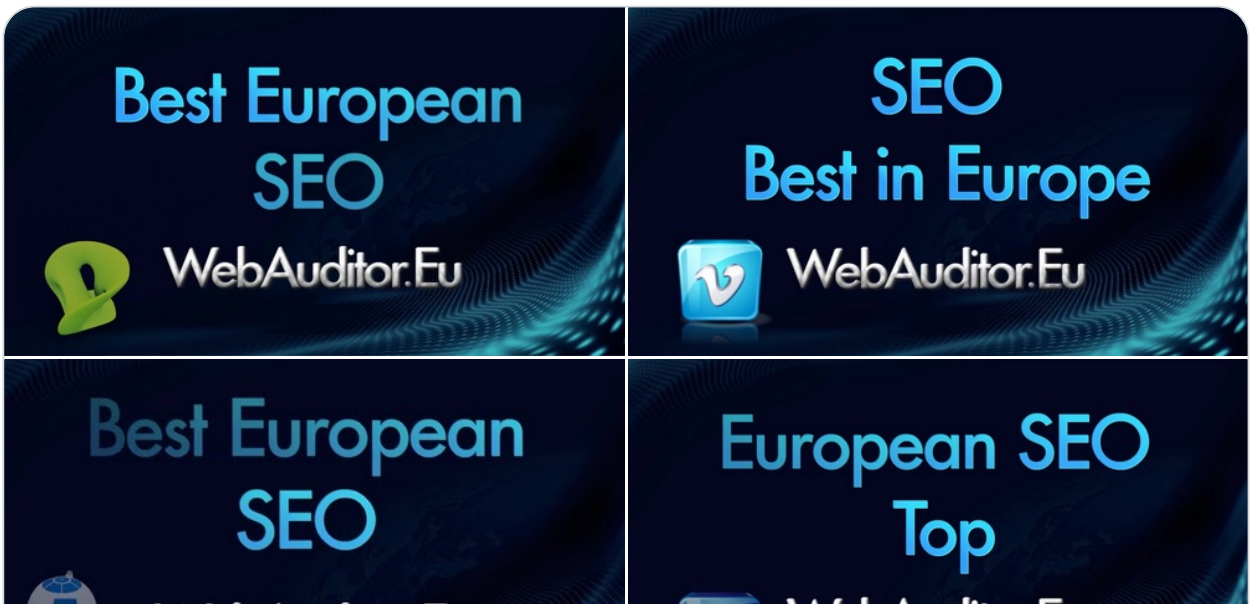 Best European
SEO
WebAuditor.Eu
SEO
Best in Europe
WebAuditor.Eu
Best European
SEO
European SEO
Top